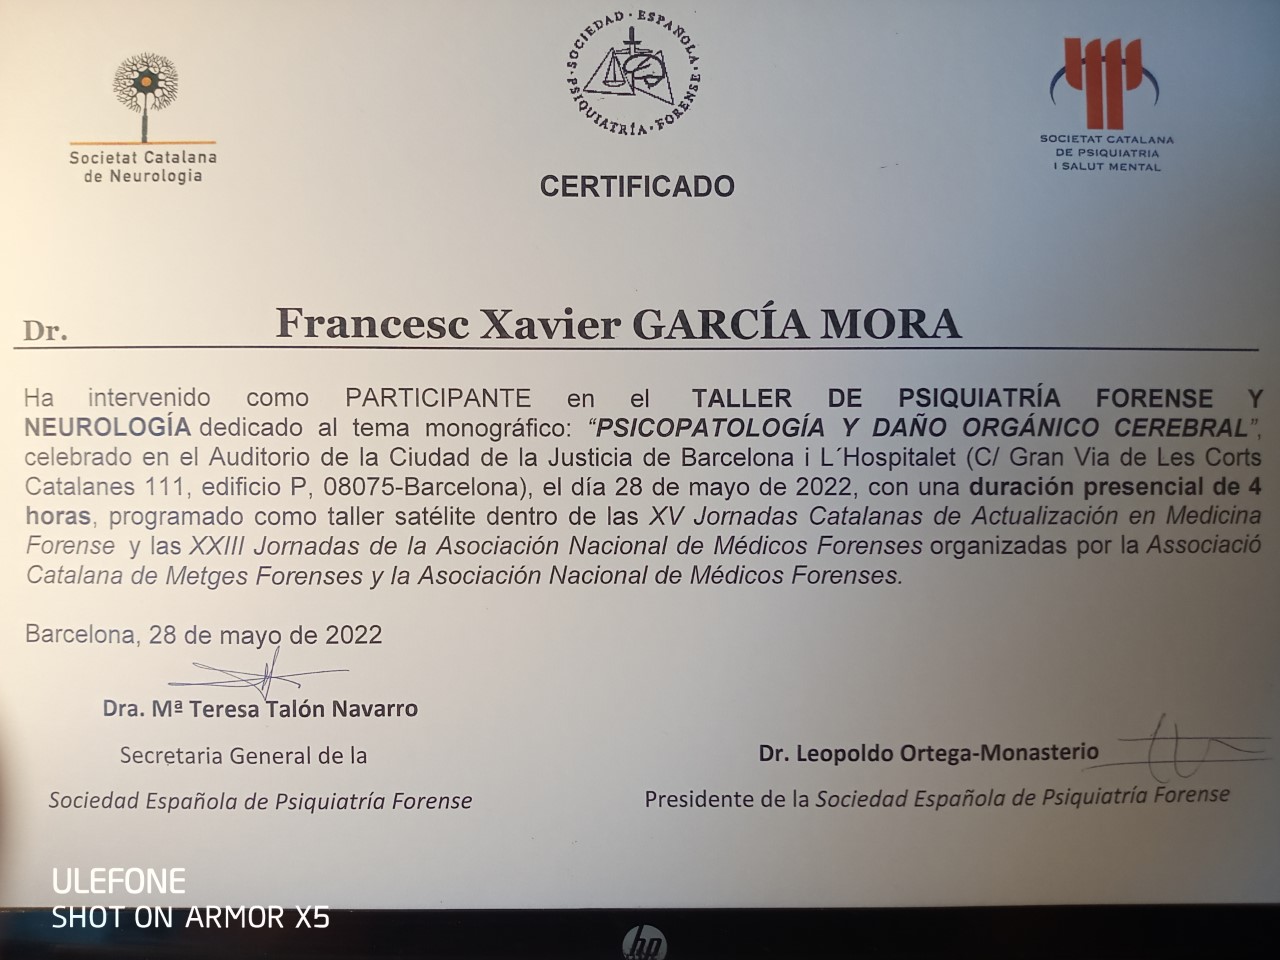 SOCIEDAD · ESPAÑOLA · PSIQUIATRÍA · FORENSE ·
Societat Catalana
de Neurologia
SOCIETAT CATALANA
DE PSIQUIATRIA
I SALUT MENTAL
CERTIFICADO
Dr. Francesc Xavier GARCÍA MORA
Ha intervenido como PARTICIPANTE en el TALLER DE PSIQUIATRÍA FORENSE Y
NEUROLOGÍA dedicado al tema monográfico: “PSICOPATOLOGÍA Y DAÑO ORGÁNICO CEREBRAL”,
celebrado en el Auditorio de la Ciudad de la Justicia de Barcelona i L´Hospitalet (C/ Gran Via de Les Corts
Catalanes 111, edificio P, 08075-Barcelona), el día 28 de mayo de 2022, con una duración presencial de 4
horas, programado como taller satélite dentro de las XV Jornadas Catalanas de Actualización en Medicina
Forense y las XXIII Jornadas de la Asociación Nacional de Médicos Forenses organizadas por la Associació
Catalana de Metges Forenses y la Asociación Nacional de Médicos Forenses.
Barcelona, 28 de mayo de 2022
Dra. Mª Teresa Talón Navarro
Secretaria General de la
Sociedad Española de Psiquiatría Forense
Dr. Leopoldo Ortega-Monasterio
Presidente de la Sociedad Española de Psiquiatría Forense
ULEFONE
SHOT ON ARMOR X5
hp